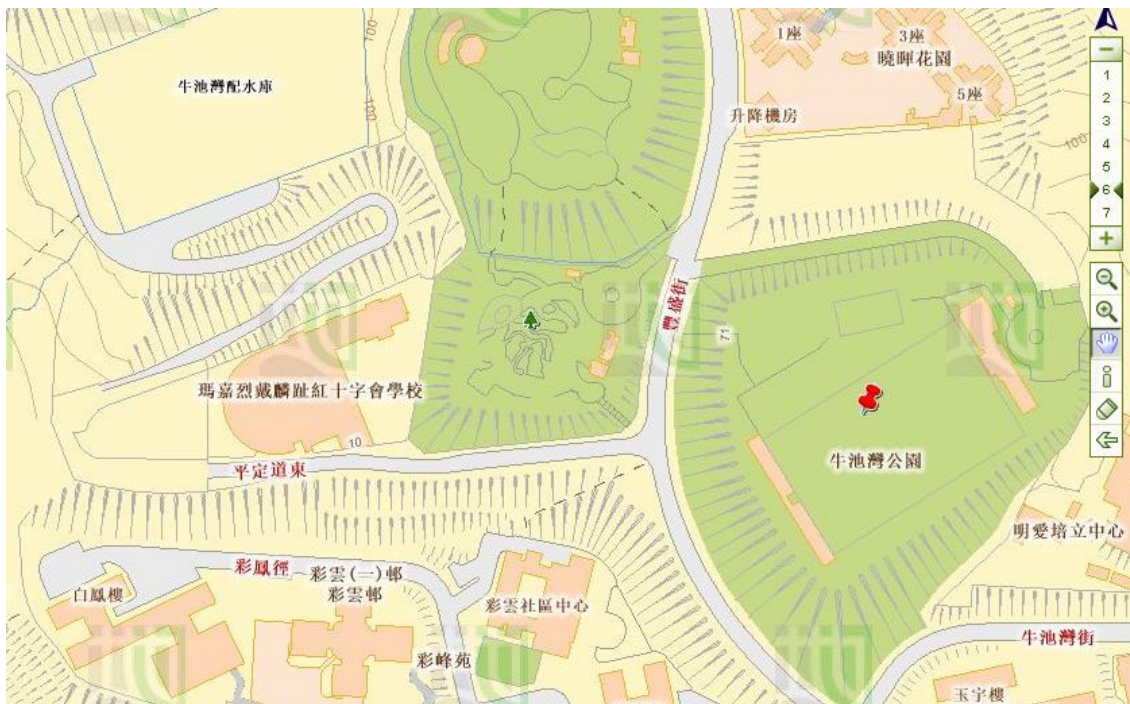 1座
3座
曉暉花園
5座
升降機房
牛池灣配水庫
100
100
100
1
2
3
4
5
6
7
豐盛街
71
瑪嘉烈戴麟趾紅十字會學校
10
平定道東
牛池灣公園
明愛培立中心
彩鳳徑
彩雲(一)邨
彩雲邨
白鳳樓
彩雲社區中心
彩峰苑
牛池灣街
玉宇樓